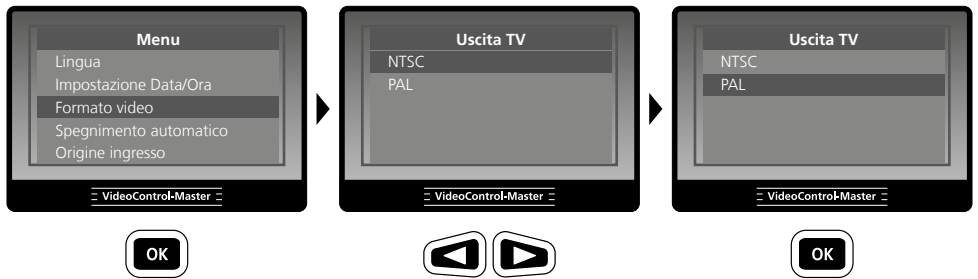 Menu
Lingua
Impostazione Data/Ora
Formato video
Spegnimento automatico
Origine ingresso
VideoControl-Master
OK
Uscita TV
NTSC
PAL
VideoControl-Master
Uscita TV
NTSC
PAL
VideoControl-Master
OK